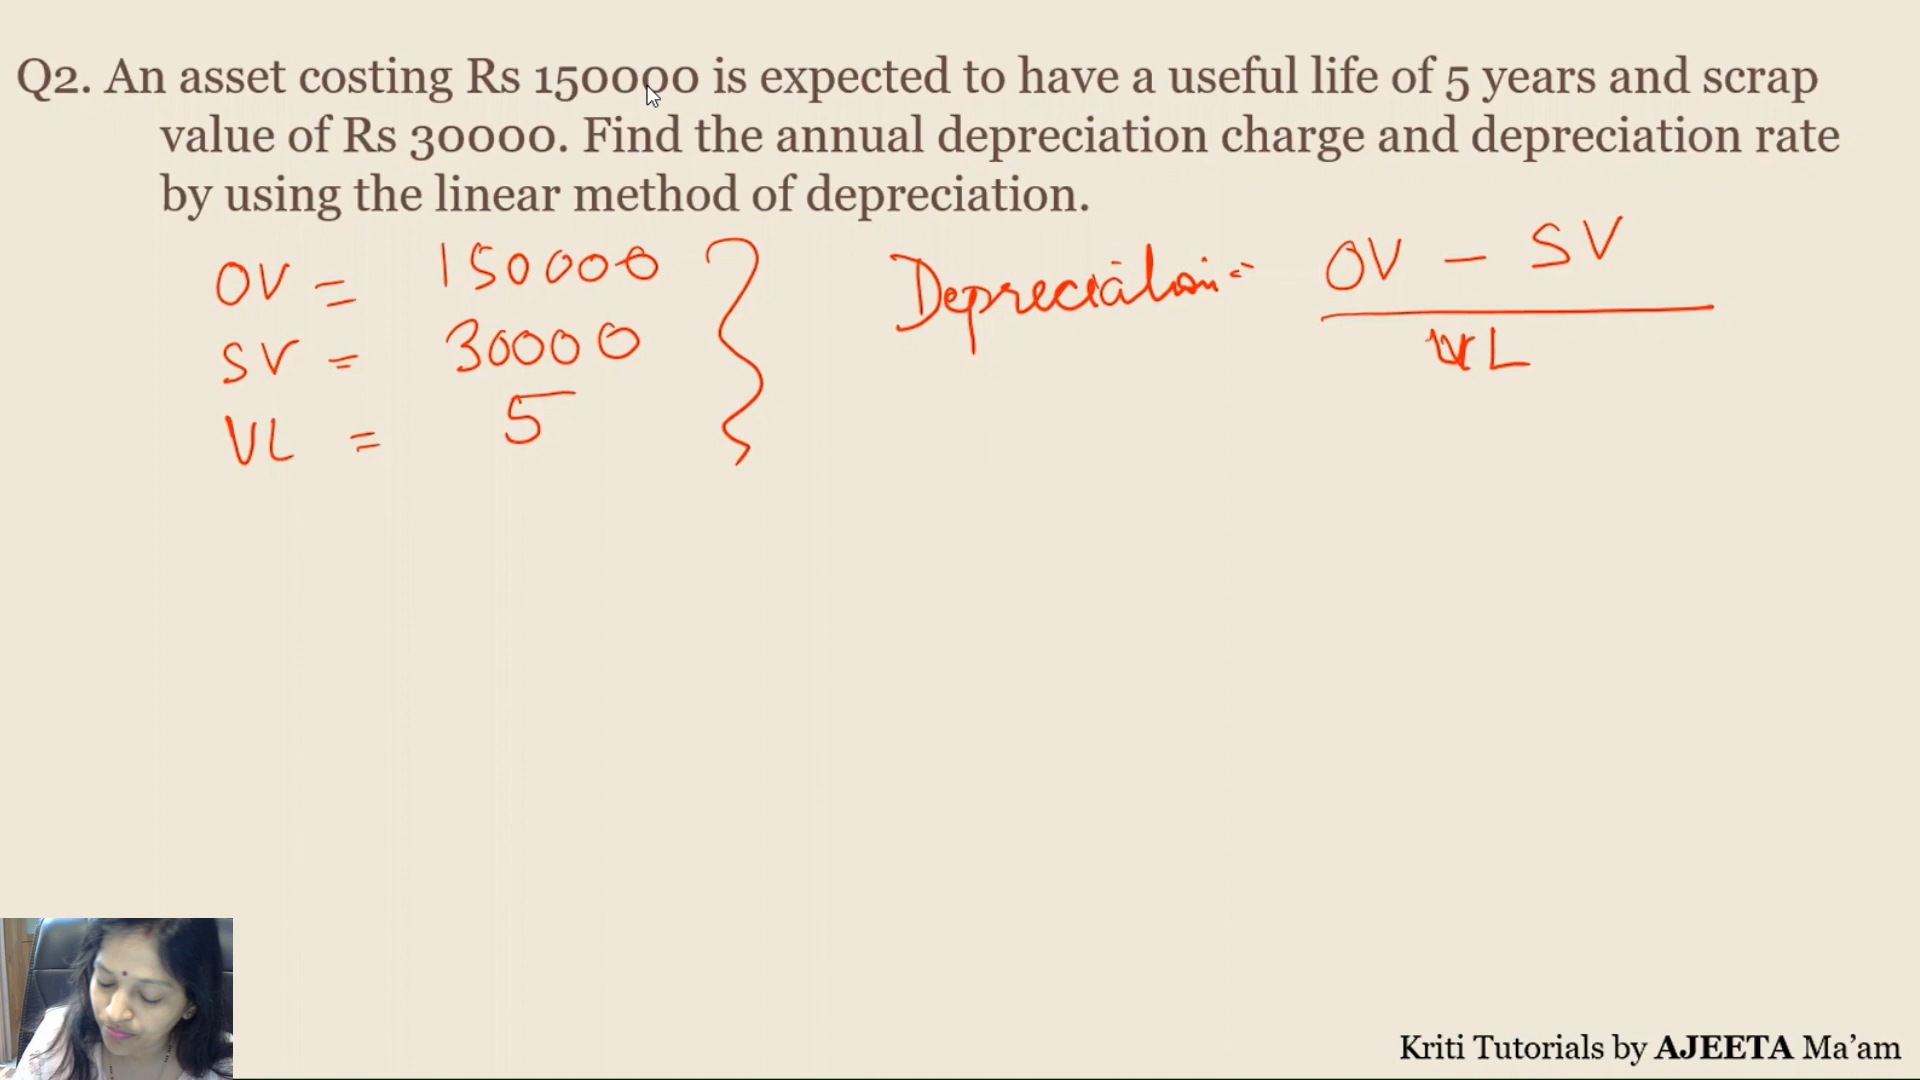 Q2. An asset costing Rs 150000 is expected to have a useful life of 5 years and scrap
value of Rs 30000. Find the annual depreciation charge and depreciation rate
by using the linear method of depreciation.
OV = 150000
SV = 30000
UL = 5
Depreciation = OV - SV
UL
Kriti Tutorials by AJEETA Ma'am